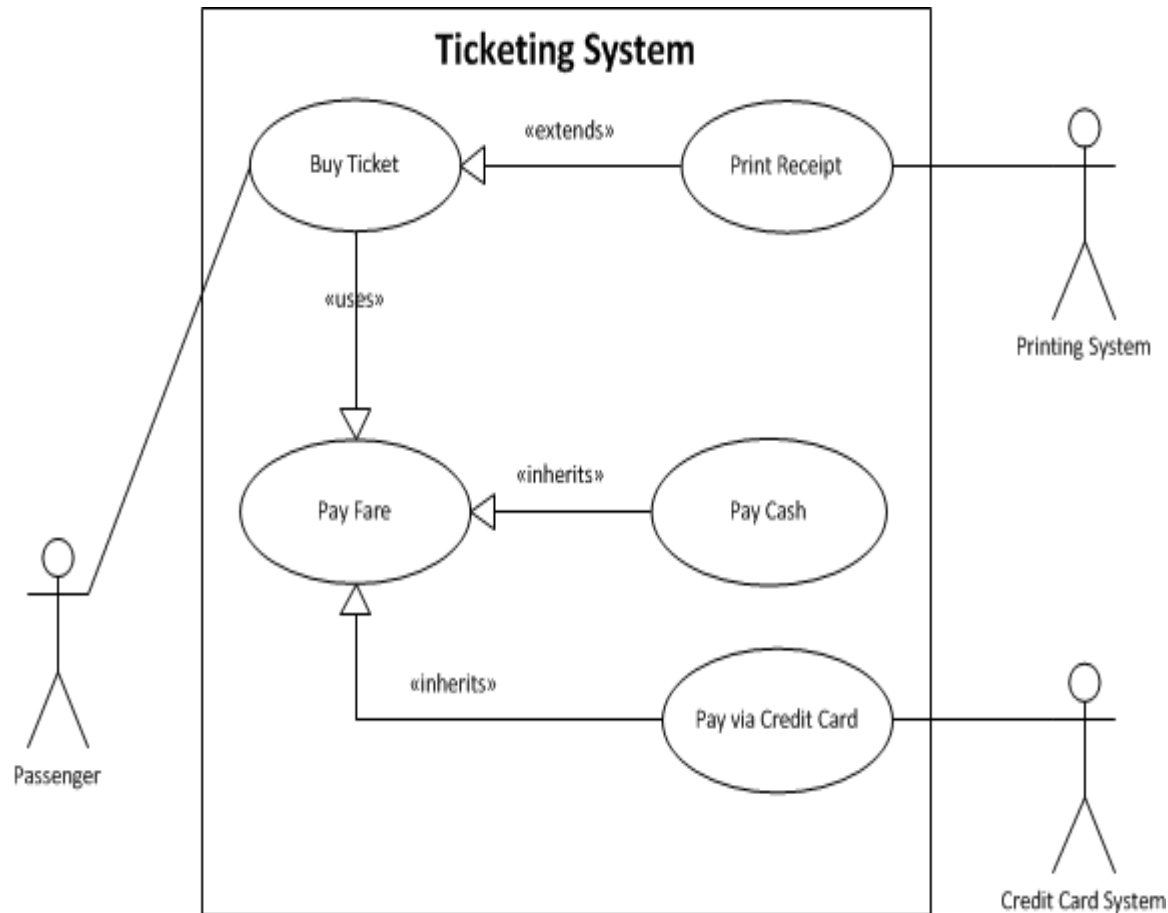 Ticketing System
«extends»
Buy Ticket
Print Receipt
«uses»
Printing System
«inherits»
Pay Fare
Pay Cash
«inherits»
Pay via Credit Card
Passenger
Credit Card System